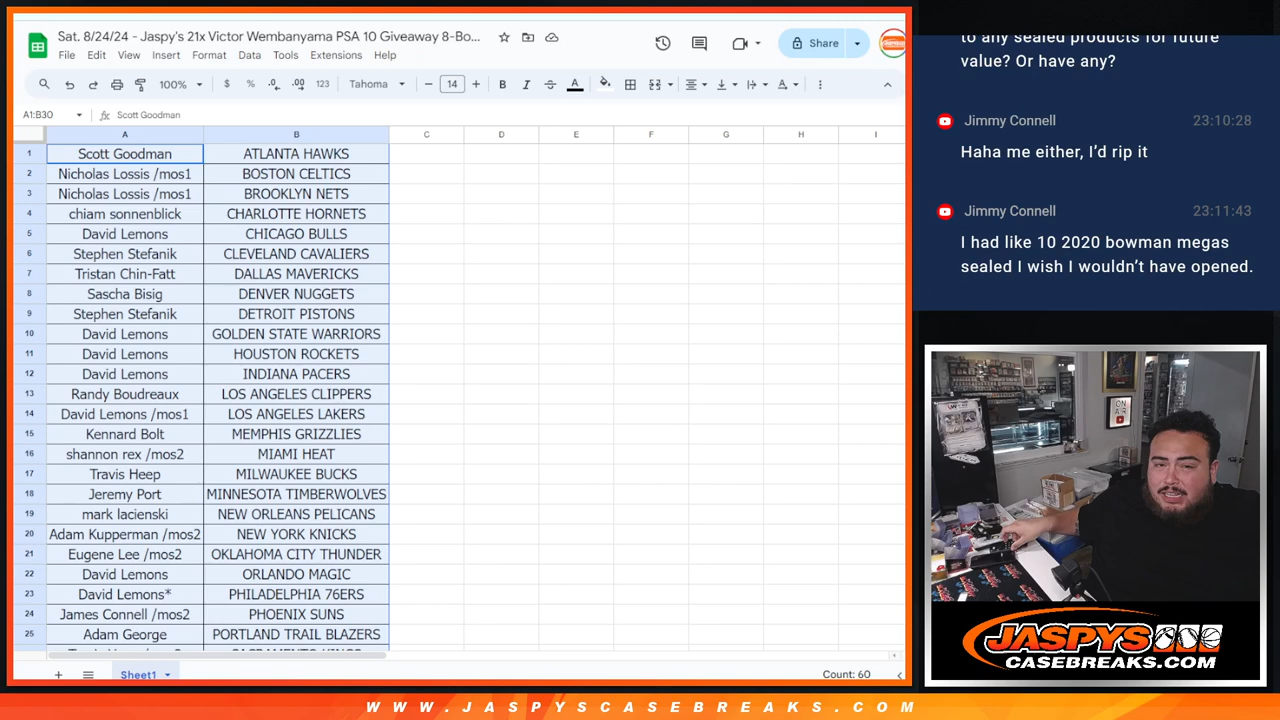 Sat. 8/24/24 - Jaspy's 21x Victor Wembanyama PSA 10 Giveaway 8-Bo...
File Edit View Insert Format Data Tools Extensions Help
Share
100% $ % .0 .00 123 Tahoma 14 B I A
A1:B30 fx Scott Goodman
A B C D E F G H I
1 Scott Goodman ATLANTA HAWKS
2 Nicholas Lossis /mos1 BOSTON CELTICS
3 Nicholas Lossis /mos1 BROOKLYN NETS
4 chiam sonnenblick CHARLOTTE HORNETS
5 David Lemons CHICAGO BULLS
6 Stephen Stefanik CLEVELAND CAVALIERS
7 Tristan Chin-Fatt DALLAS MAVERICKS
8 Sascha Bisig DENVER NUGGETS
9 Stephen Stefanik DETROIT PISTONS
10 David Lemons GOLDEN STATE WARRIORS
11 David Lemons HOUSTON ROCKETS
12 David Lemons INDIANA PACERS
13 Randy Boudreaux LOS ANGELES CLIPPERS
14 David Lemons /mos1 LOS ANGELES LAKERS
15 Kennard Bolt MEMPHIS GRIZZLIES
16 shannon rex /mos2 MIAMI HEAT
17 Travis Heep MILWAUKEE BUCKS
18 Jeremy Port MINNESOTA TIMBERWOLVES
19 mark lacienski NEW ORLEANS PELICANS
20 Adam Kupperman /mos2 NEW YORK KNICKS
21 Eugene Lee /mos2 OKLAHOMA CITY THUNDER
22 David Lemons ORLANDO MAGIC
23 David Lemons* PHILADELPHIA 76ERS
24 James Connell /mos2 PHOENIX SUNS
25 Adam George PORTLAND TRAIL BLAZERS
Sheet1
Count: 60
to any sealed products for future
value? Or have any?
Jimmy Connell 23:10:28
Haha me either, I'd rip it
Jimmy Connell 23:11:43
I had like 10 2020 bowman megas
sealed I wish I wouldn't have opened.
ON AIR
JASPYS
CASEBREAKS.COM
WWW.JASPYSCASEBREAKS.COM